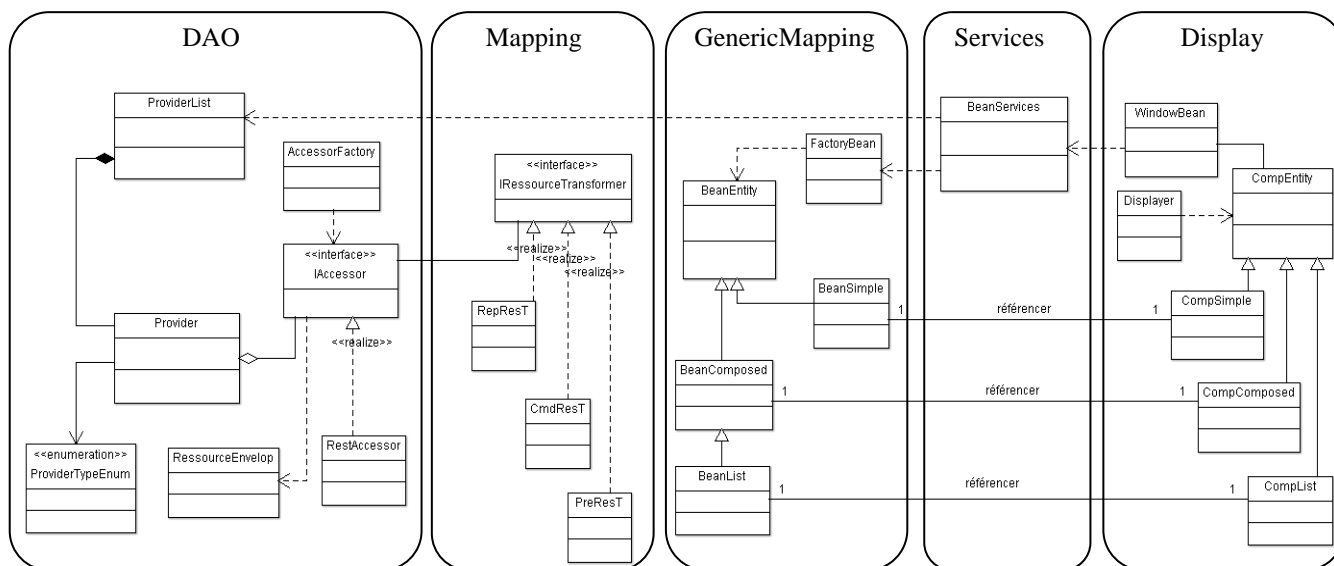 DAO
Mapping
GenericMapping
Services
Display
ProviderList
AccessorFactory
<<interface>>
IAccessor
Provider
<<realize>>
<<enumeration>>
ProviderTypeEnum
RessourceEnvelop
RestAccessor
<<interface>>
IRessourceTransformer
<<realize>>
<<realize>>
<<realize>>
RepResT
CmdResT
PreResT
FactoryBean
BeanEntity
BeanSimple
BeanComposed
BeanList
BeanServices
WindowBean
CompEntity
Displayer
CompSimple
CompComposed
CompList
1
référencer
1
1
référencer
1
1
référencer
1